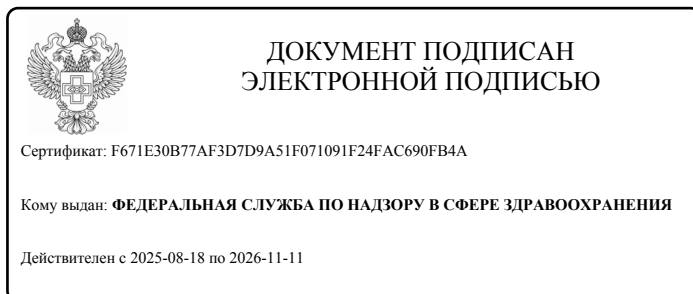 ДОКУМЕНТ ПОДПИСАН
ЭЛЕКТРОННОЙ ПОДПИСЬЮ
Сертификат: F671E30B77AF3D7D9A51F071091F24FAC690FB4A
Кому выдан: ФЕДЕРАЛЬНАЯ СЛУЖБА ПО НАДЗОРУ В СФЕРЕ ЗДРАВООХРАНЕНИЯ
Действителен с 2025-08-18 по 2026-11-11